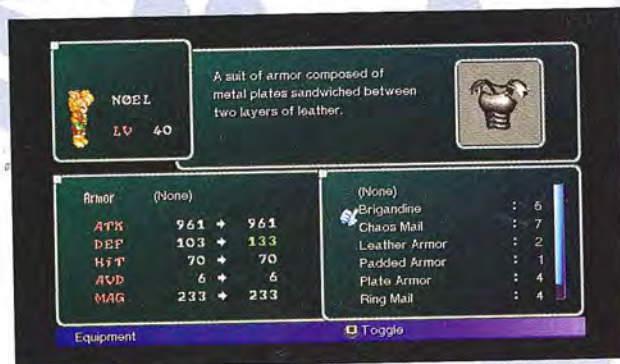 NOEL
LV 40
A suit of armor composed of
metal plates sandwiched between
two layers of leather.
Armor (None)
ATK 961 → 961
DEF 103 → 133
HIT 70 → 70
AVD 6 → 6
MAG 233 → 233
(None)
Brigandine : 5
Chaos Mail : 7
Leather Armor : 2
Padded Armor : 1
Plate Armor : 4
Ring Mail : 4
Equipment
Toggle